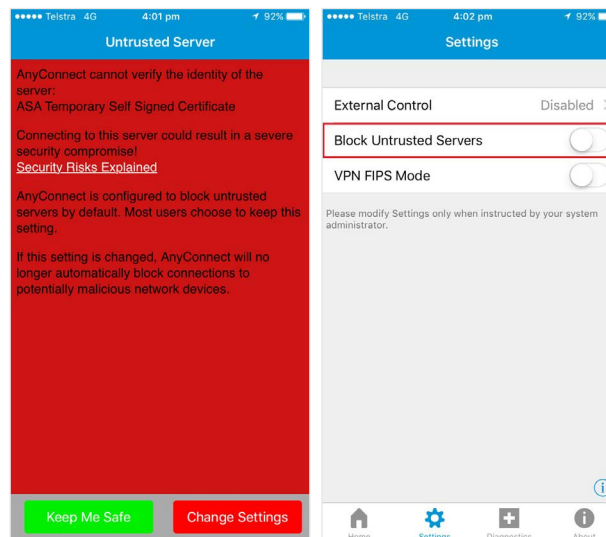 Telstra 4G 4:01 pm 92%
Untrusted Server
AnyConnect cannot verify the identity of the
server:
ASA Temporary Self Signed Certificate
Connecting to this server could result in a severe
security compromise!
Security Risks Explained
AnyConnect is configured to block untrusted
servers by default. Most users choose to keep this
setting.
If this setting is changed, AnyConnect will no
longer automatically block connections to
potentially malicious network devices.
Keep Me Safe
Change Settings
Telstra 4G 4:02 pm 92%
Settings
External Control Disabled
Block Untrusted Servers
VPN FIPS Mode
Please modify Settings only when instructed by your system
administrator.
Home Settings Diagnostics About